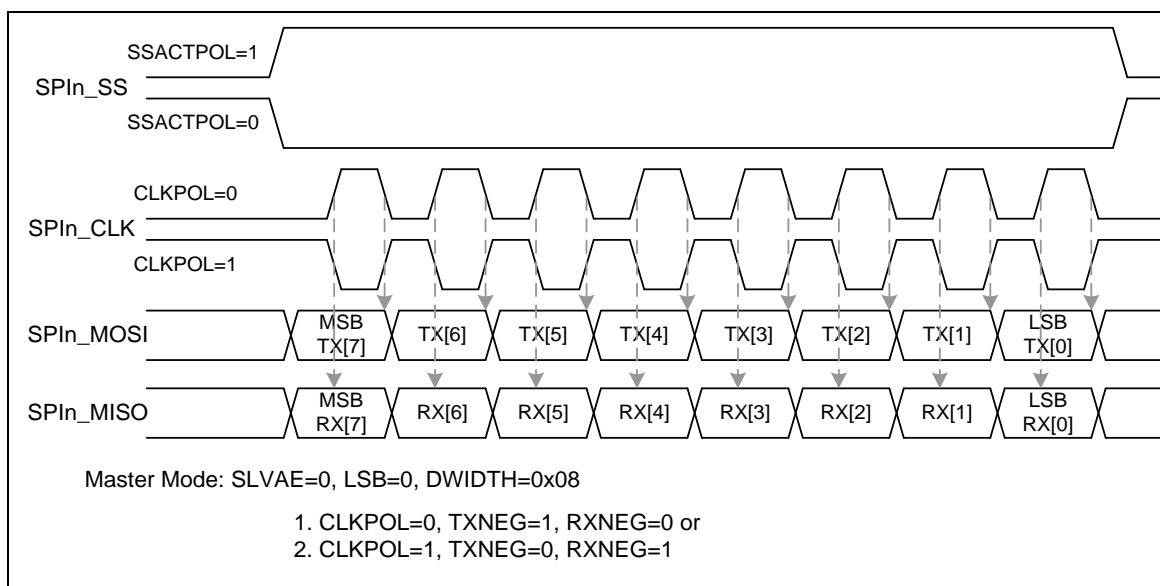 SSACTPOL=1
SPIn_SS
SSACTPOL=0
CLKPOL=0
SPIn_CLK
CLKPOL=1
SPIn_MOSI
MSB
TX[7]
TX[6]
TX[5]
TX[4]
TX[3]
TX[2]
TX[1]
LSB
TX[0]
SPIn_MISO
MSB
RX[7]
RX[6]
RX[5]
RX[4]
RX[3]
RX[2]
RX[1]
LSB
RX[0]
Master Mode: SLVAE=0, LSB=0, DWIDTH=0x08
1. CLKPOL=0, TXNEG=1, RXNEG=0 or
2. CLKPOL=1, TXNEG=0, RXNEG=1